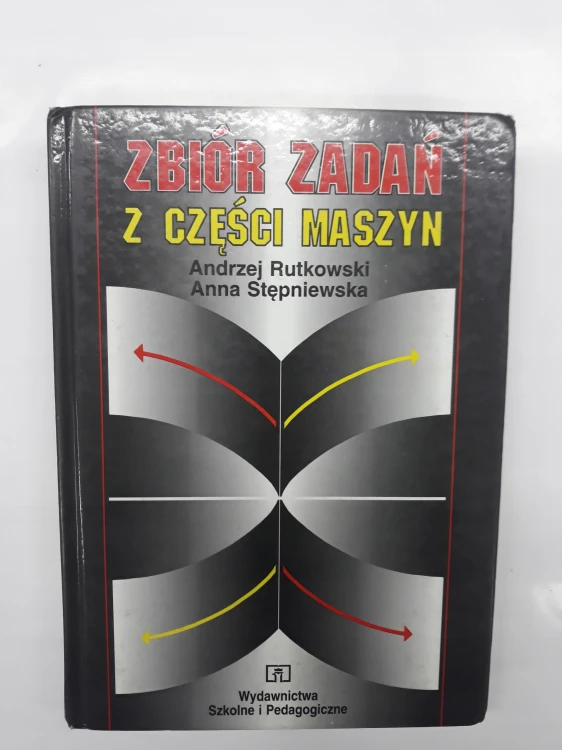 ZBIÓR ZADAŃ
Z CZĘŚCI MASZYN
Andrzej Rutkowski
Anna Stępniewska
Wydawnictwa
Szkolne i Pedagogiczne